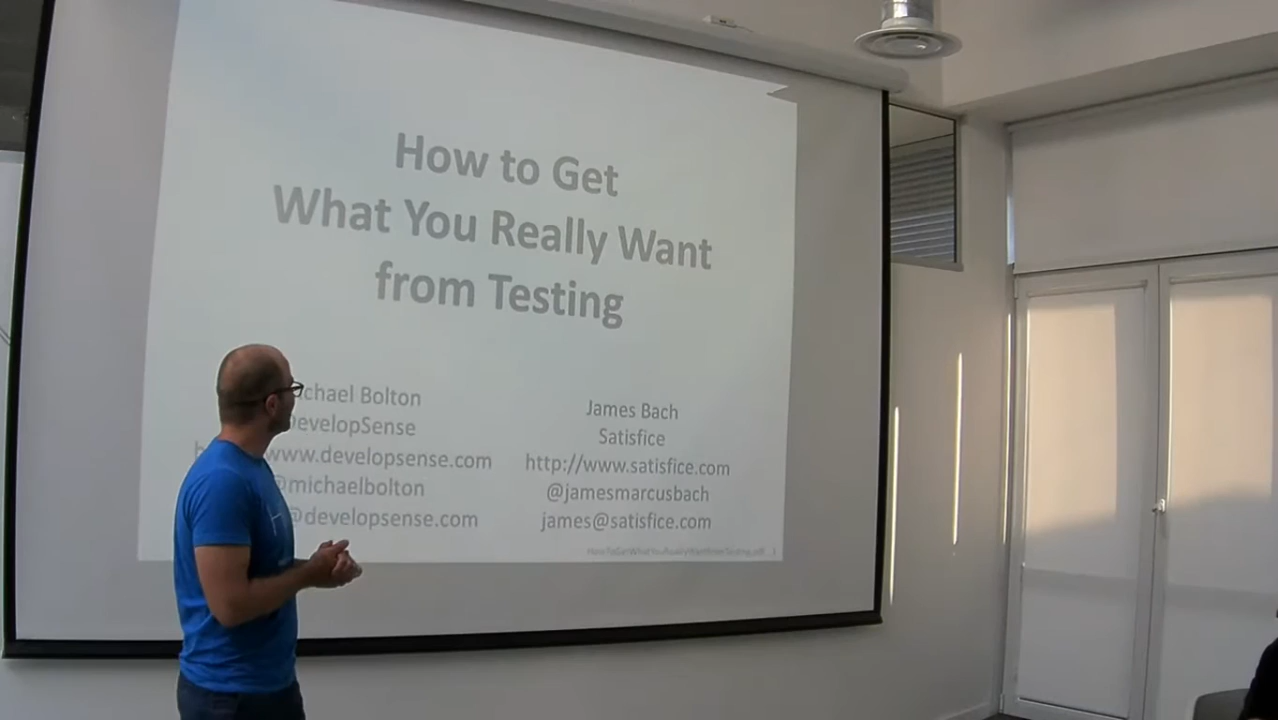 How to Get
What You Really Want
from Testing
chael Bolton
evelopSense
www.developsense.com
@michaelbolton
@developsense.com
James Bach
Satisfice
http://www.satisfice.com
@jamesmarcusbach
james@satisfice.com